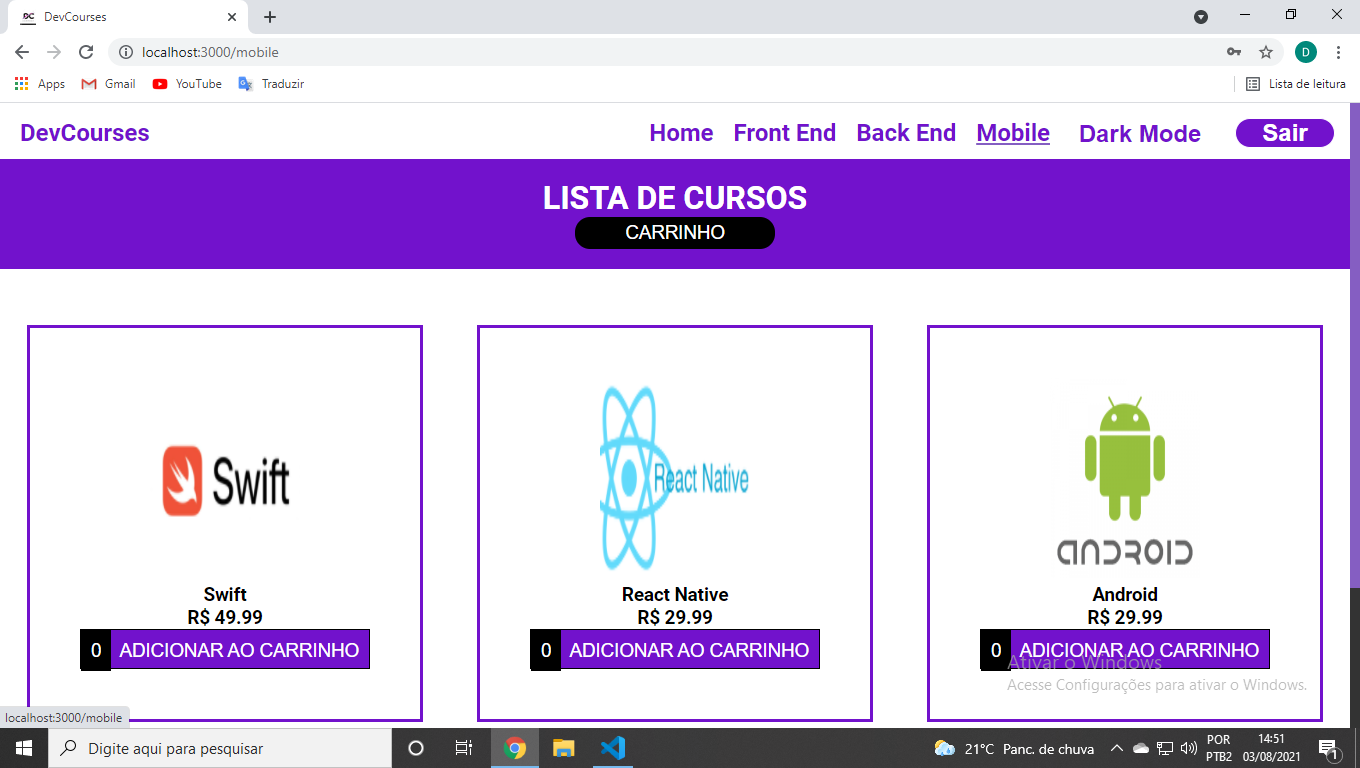 DC DevCourses
localhost:3000/mobile
D
Apps Gmail YouTube Traduzir Lista de leitura
DevCourses Home Front End Back End Mobile Dark Mode Sair
LISTA DE CURSOS
CARRINHO
Swift
React Native
ANDROID
Swift
R$ 49.99
0 ADICIONAR AO CARRINHO
React Native
R$ 29.99
0 ADICIONAR AO CARRINHO
Android
R$ 29.99
0 ADICIONAR AO CARRINHO
Ativar o Windows
Acesse Configurações para ativar o Windows.
localhost:3000/mobile
Digite aqui para pesquisar
21°C Panc. de chuva
POR
PTB2
14:51
03/08/2021
1